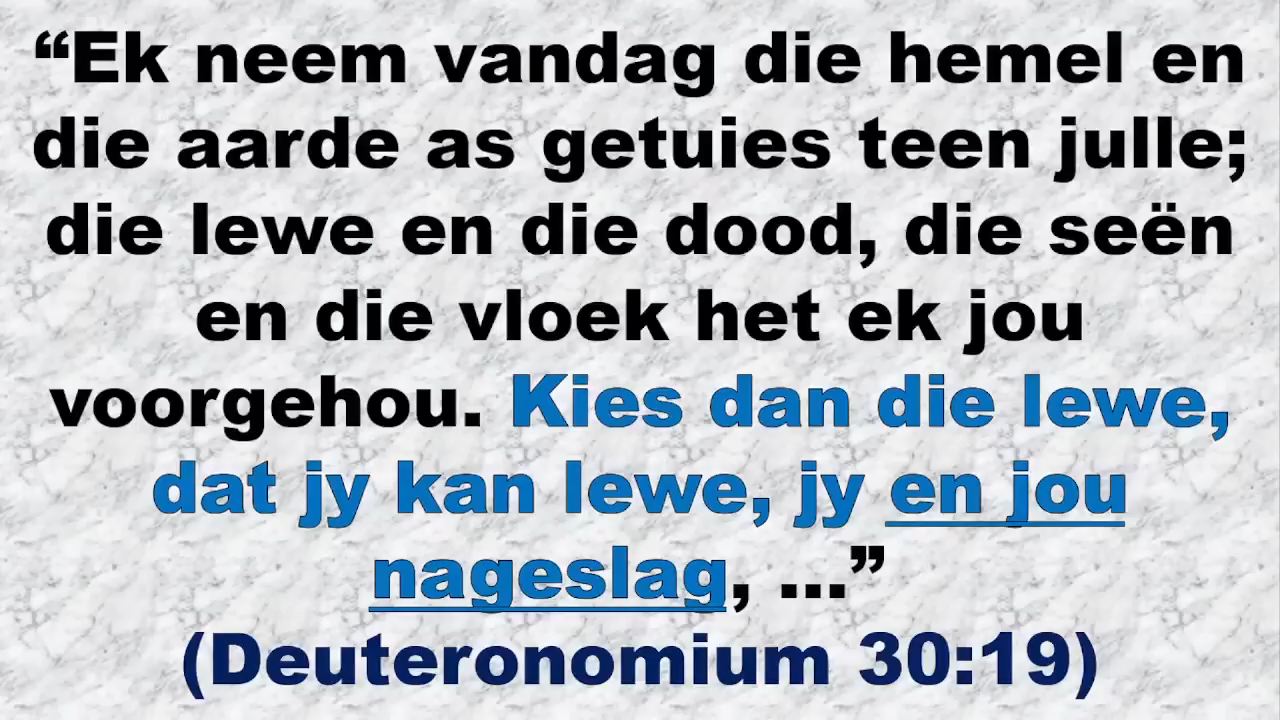 “Ek neem vandag die hemel en
die aarde as getuies teen julle;
die lewe en die dood, die seën
en die vloek het ek jou
voorgehou. Kies dan die lewe,
dat jy kan lewe, jy en jou
nageslag, ...”
(Deuteronomium 30:19)